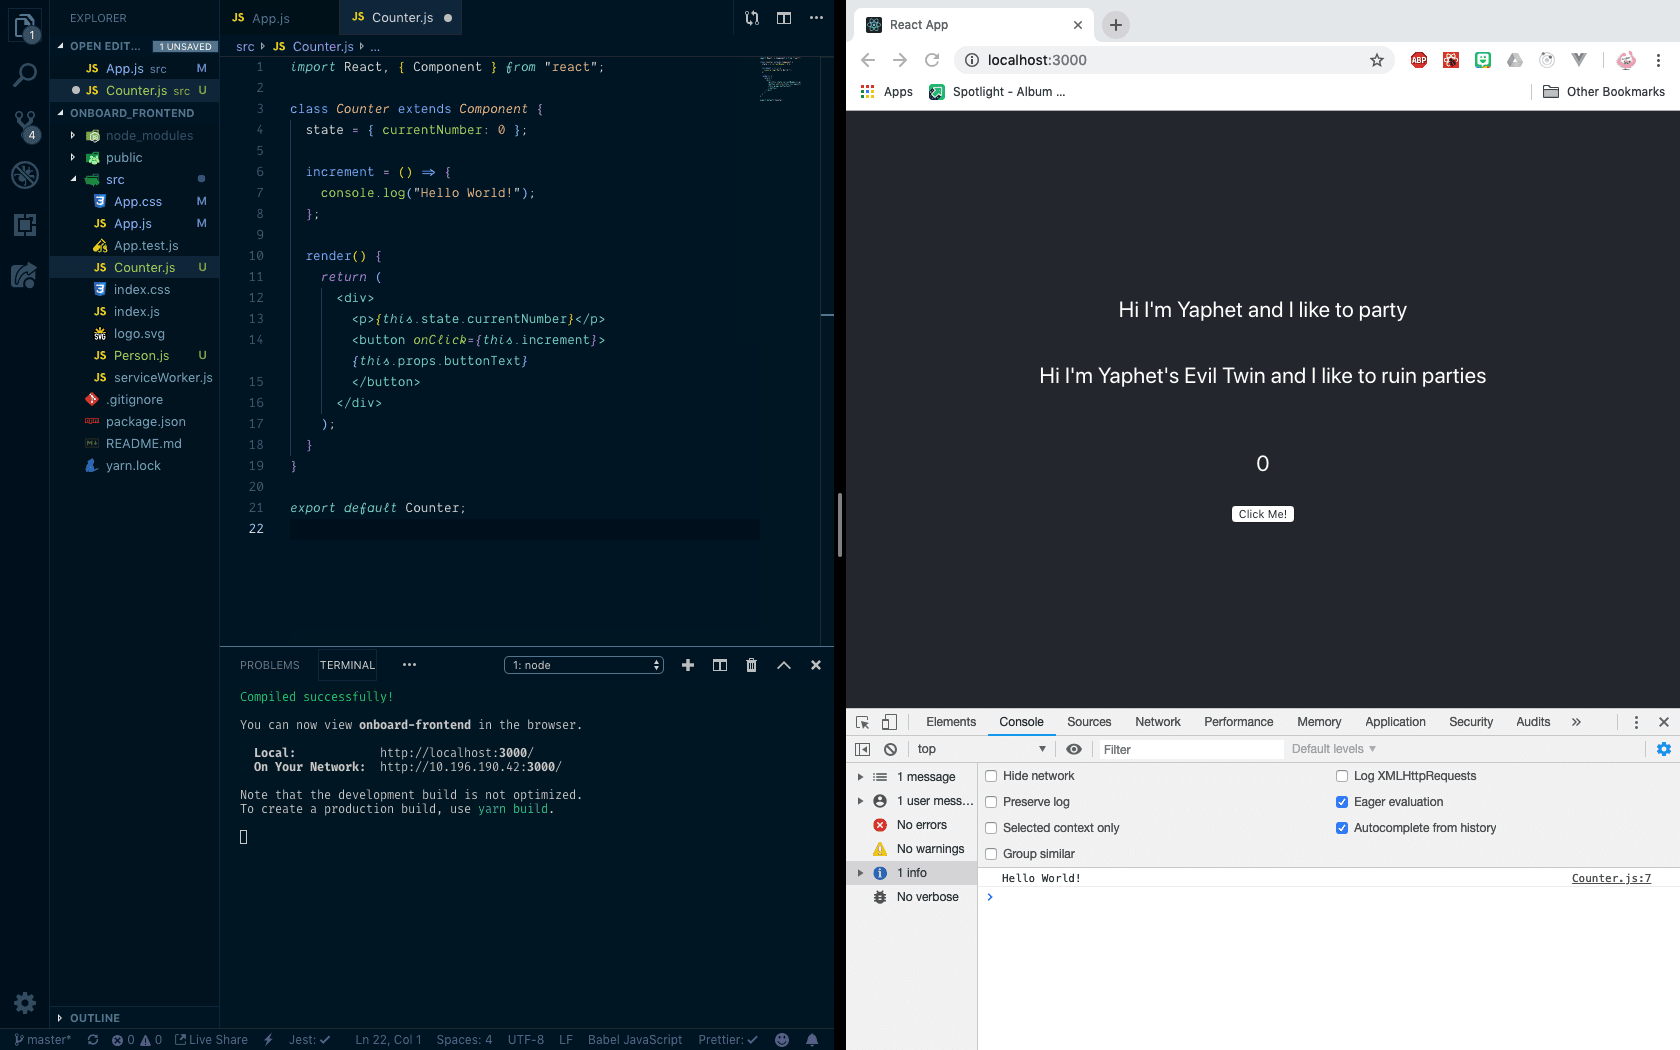 EXPLORER
OPEN EDIT... 1 UNSAVED
JS App.js src M
JS Counter.js src U
ONBOARD_FRONTEND
node_modules
public
src
App.css M
JS App.js M
App.test.js
JS Counter.js U
index.css
JS index.js
SVG logo.svg
JS Person.js U
JS serviceWorker.js
.gitignore
package.json
README.md
yarn.lock
OUTLINE
1
4
JS App.js
JS Counter.js
src JS Counter.js ...
1 import React, { Component } from "react";
2
3 class Counter extends Component {
4 state = { currentNumber: 0 };
5
6 increment = () => {
7 console.log("Hello World!");
8 };
9
10 render() {
11 return (
12 <div>
13 <p>{this.state.currentNumber}</p>
14 <button onClick={this.increment}>
{this.props.buttonText}
15 </button>
16 </div>
17 );
18 }
19 }
20
21 export default Counter;
22
PROBLEMS TERMINAL ... 1: node
Compiled successfully!
You can now view onboard-frontend in the browser.
Local: http://localhost:3000/
On Your Network: http://10.196.190.42:3000/
Note that the development build is not optimized.
To create a production build, use yarn build.
master* 0 0 Live Share Jest: ✓ Ln 22, Col 1 Spaces: 4 UTF-8 LF Babel JavaScript Prettier: ✓
React App
localhost:3000
ABP
Apps Spotlight - Album ... Other Bookmarks
Hi I'm Yaphet and I like to party
Hi I'm Yaphet's Evil Twin and I like to ruin parties
0
Click Me!
Elements Console Sources Network Performance Memory Application Security Audits »
top Filter Default levels
1 message
1 user mess...
No errors
No warnings
1 info
No verbose
Hide network Log XMLHttpRequests
Preserve log Eager evaluation
Selected context only Autocomplete from history
Group similar
Hello World! Counter.js:7